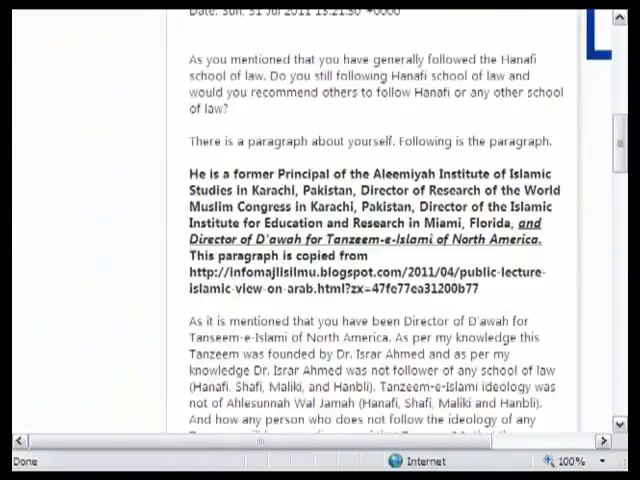 Date: Sun, 31 Jul 2011 15:21:30 +0000
As you mentioned that you have generally followed the Hanafi
school of law. Do you still following Hanafi school of law and
would you recommend others to follow Hanafi or any other school
of law?
There is a paragraph about yourself. Following is the paragraph.
He is a former Principal of the Aleemiyah Institute of Islamic
Studies in Karachi, Pakistan, Director of Research of the World
Muslim Congress in Karachi, Pakistan, Director of the Islamic
Institute for Education and Research in Miami, Florida, and
Director of D'awah for Tanzeem-e-Islami of North America.
This paragraph is copied from
http://infomajlisilmu.blogspot.com/2011/04/public-lecture-
islamic-view-on-arab.html?zx=47fe77ea31200b77
As it is mentioned that you have been Director of D'awah for
Tanseem-e-Islami of North America. As per my knowledge this
Tanzeem was founded by Dr. Israr Ahmed and as per my
knowledge Dr. Israr Ahmed was not follower of any school of law
(Hanafi, Shafi, Maliki, and Hanbli). Tanzeem-e-Islami ideology was
not of Ahlesunnah Wal Jamah (Hanafi, Shafi, Maliki and Hanbli).
And how any person who does not follow the ideology of any
Done
Internet
100%